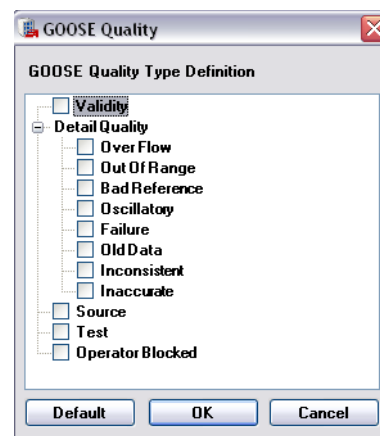 GOOSE Quality
GOOSE Quality Type Definition
Validity
Detail Quality
Over Flow
Out Of Range
Bad Reference
Oscillatory
Failure
Old Data
Inconsistent
Inaccurate
Source
Test
Operator Blocked
Default OK Cancel